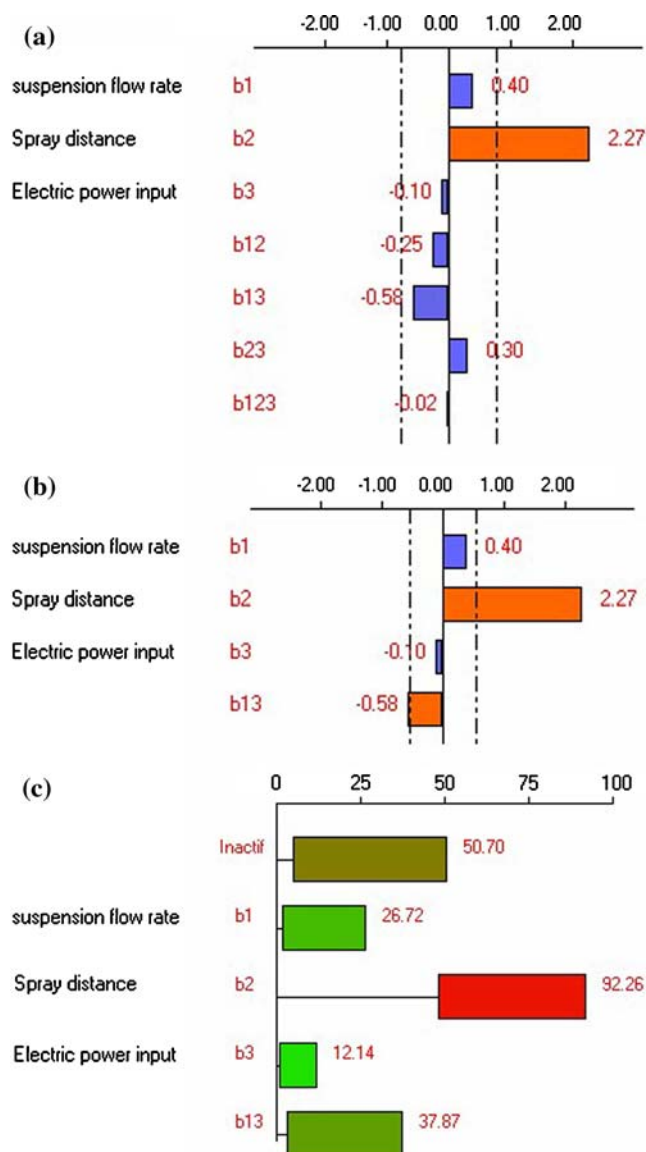 (a)
-2.00 -1.00 0.00 1.00 2.00
suspension flow rate b1 0.40
Spray distance b2 2.27
Electric power input b3 -0.10
b12 -0.25
b13 -0.58
b23 0.30
b123 -0.02
(b)
-2.00 -1.00 0.00 1.00 2.00
suspension flow rate b1 0.40
Spray distance b2 2.27
Electric power input b3 -0.10
b13 -0.58
(c)
0 25 50 75 100
Inactif 50.70
suspension flow rate b1 26.72
Spray distance b2 92.26
Electric power input b3 12.14
b13 37.87